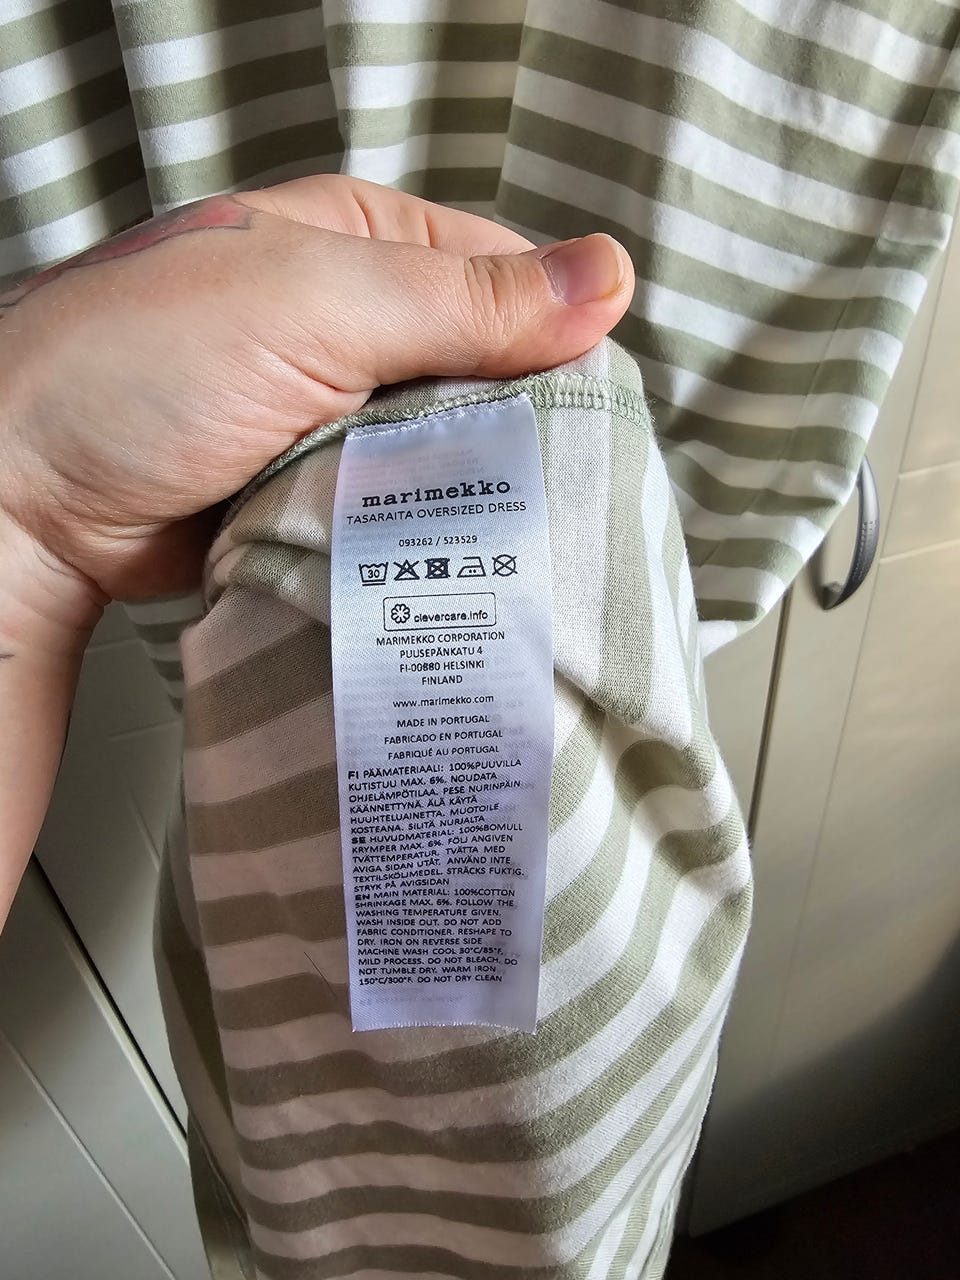 marimekko
TASARAITA OVERSIZED DRESS
093262 / 523529
30
clevercare.info
MARIMEKKO CORPORATION
PUUSEPÄNKATU 4
FI-00880 HELSINKI
FINLAND
www.marimekko.com
MADE IN PORTUGAL
FABRICADO EN PORTUGAL
FABRIQUÉ AU PORTUGAL
FI PÄÄMATERIAALI: 100%PUUVILLA
KUTISTUU MAX. 6%, NOUDATA
OHJELÄMPÖTILAA. PESE NURINPÄIN
KÄÄNNETTYNÄ. ÄLÄ KÄYTÄ
HUUHTELUAINETTA. MUOTOILE
KOSTEANA. SILITÄ NURJALTA
SE HUVUDMATERIAL: 100%BOMULL
KRYMPER MAX. 6%. FÖLJ ANGIVEN
TVÄTTEMPERATUR. TVÄTTA MED
AVIGA SIDAN UTÅT. ANVÄND INTE
TEXTILSKÖLJMEDEL. STRÄCKS FUKTIG.
STRYK PÅ AVIGSIDAN
EN MAIN MATERIAL: 100%COTTON
SHRINKAGE MAX. 6%. FOLLOW THE
WASHING TEMPERATURE GIVEN.
WASH INSIDE OUT. DO NOT ADD
FABRIC CONDITIONER. RESHAPE TO
DRY. IRON ON REVERSE SIDE
MACHINE WASH COOL 30°C/85°F,
MILD PROCESS. DO NOT BLEACH. DO
NOT TUMBLE DRY. WARM IRON
150°C/300°F. DO NOT DRY CLEAN